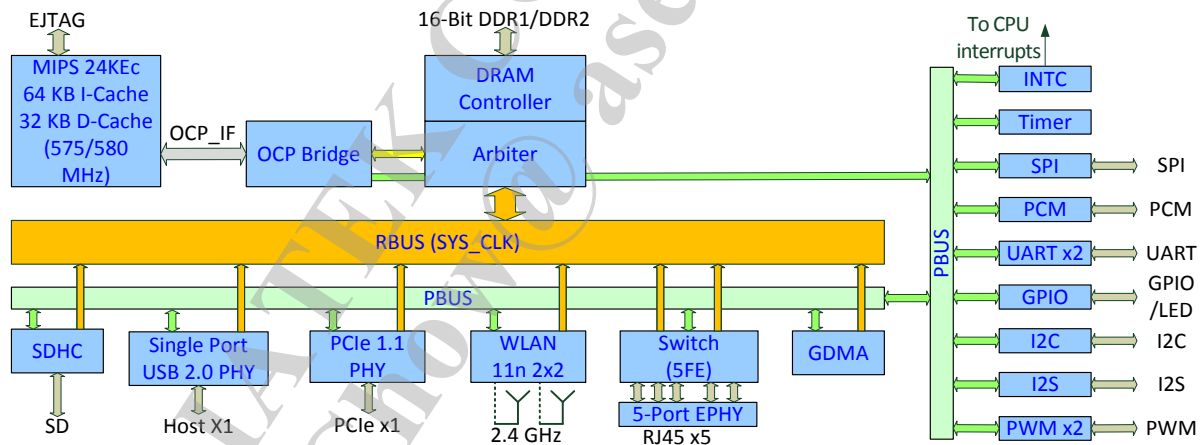 EJTAG
16-Bit DDR1/DDR2
To CPU
interrupts
MIPS 24KEc
64 KB I-Cache
32 KB D-Cache
(575/580
MHz)
OCP_IF
OCP Bridge
DRAM
Controller
Arbiter
RBUS (SYS_CLK)
PBUS
SDHC
Single Port
USB 2.0 PHY
PCIe 1.1
PHY
WLAN
11n 2x2
Switch
(5FE)
GDMA
5-Port EPHY
SD
Host X1
PCIe x1
2.4 GHz
RJ45 x5
PBUS
INTC
Timer
SPI
SPI
PCM
PCM
UART x2
UART
GPIO
GPIO
/LED
I2C
I2C
I2S
I2S
PWM x2
PWM